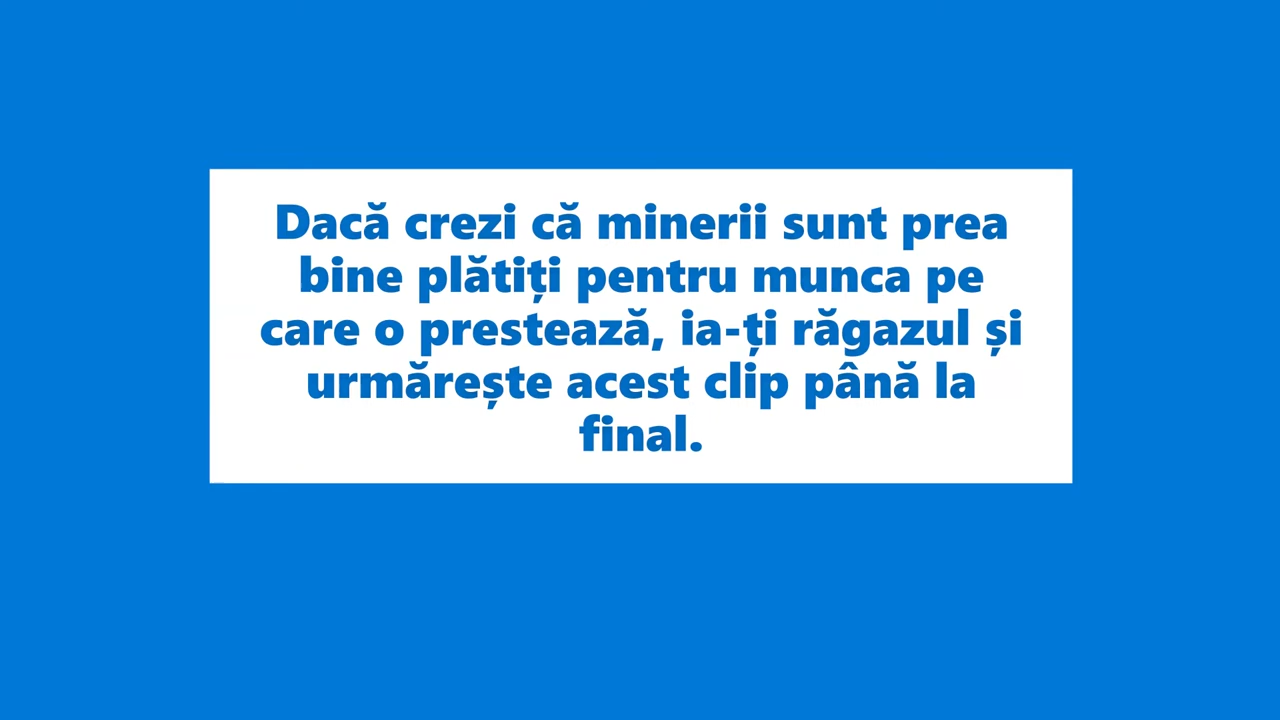 Dacă crezi că minerii sunt prea
bine plătiți pentru munca pe
care o prestează, ia-ți răgazul și
urmărește acest clip până la
final.